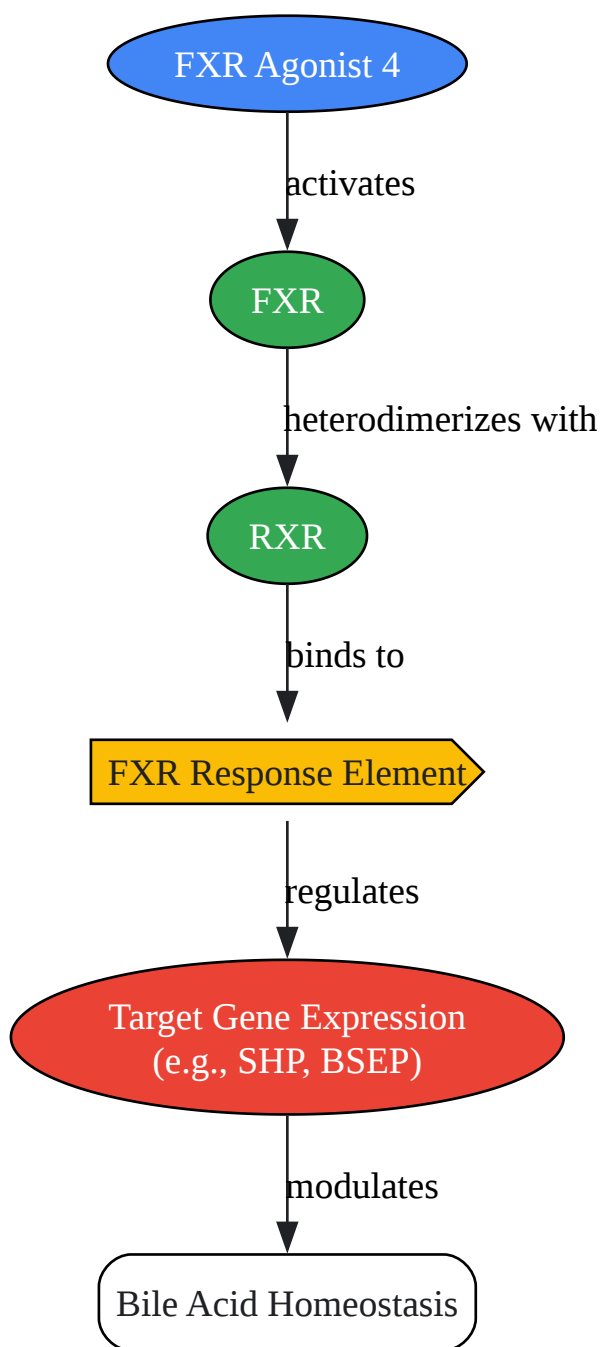 FXR Agonist 4
activates
FXR
heterodimerizes with
RXR
binds to
FXR Response Element
regulates
Target Gene Expression
(e.g., SHP, BSEP)
modulates
Bile Acid Homeostasis